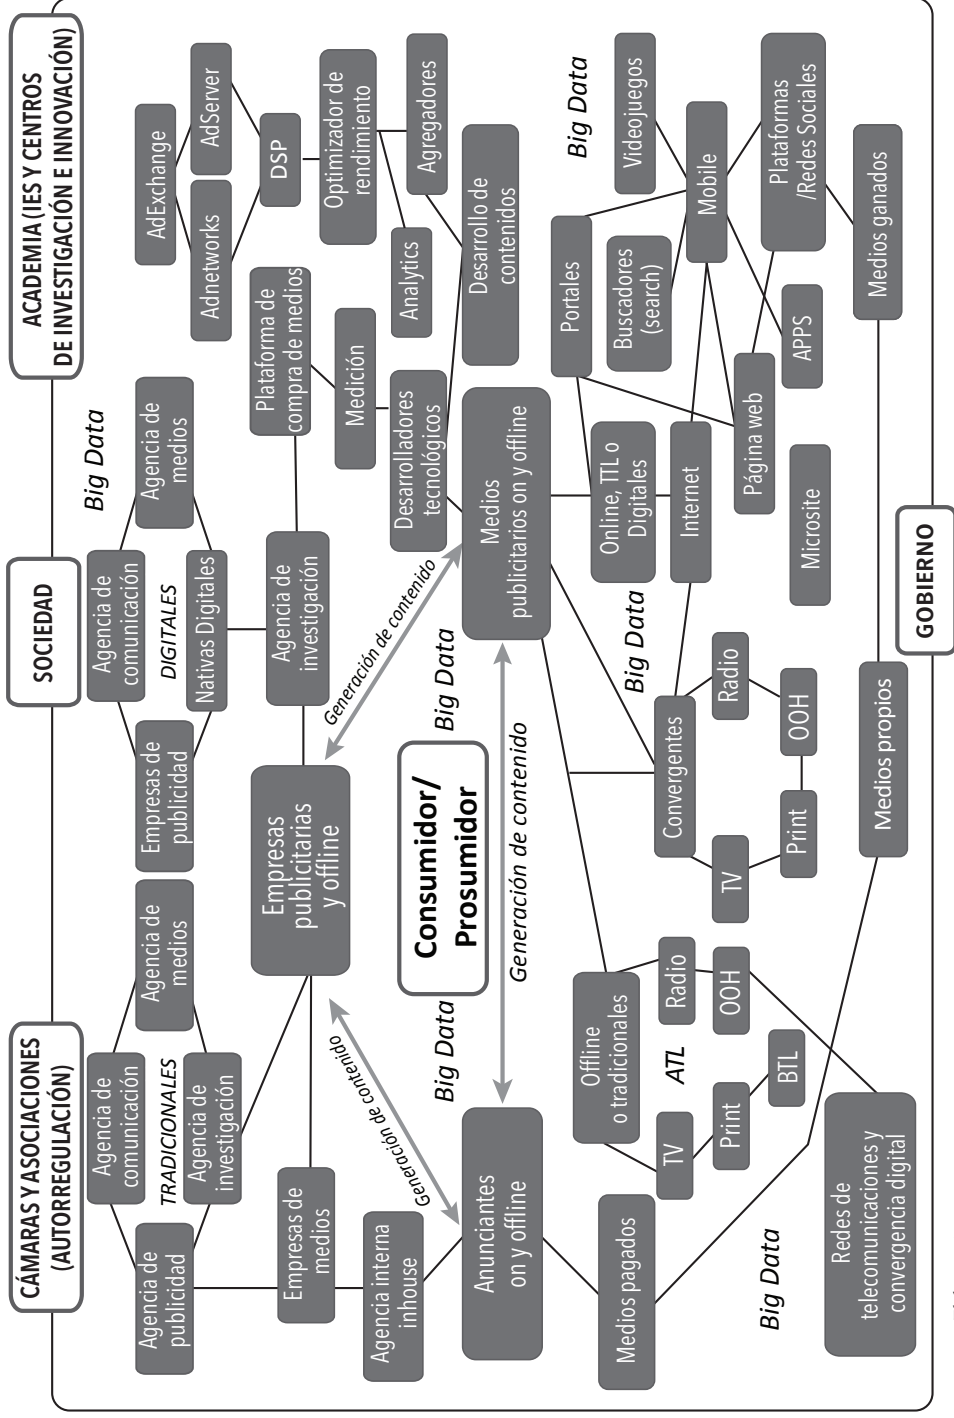 CÁMARAS Y ASOCIACIONES
(AUTORREGULACIÓN)
SOCIEDAD
ACADEMIA (IES Y CENTROS
DE INVESTIGACIÓN E INNOVACIÓN)
Agencia de
publicidad
Agencia de
comunicación
TRADICIONALES
Agencia de
investigación
Agencia de
medios
Empresas de
publicidad
Agencia de
comunicación
DIGITALES
Nativas Digitales
Agencia de
medios
Big Data
AdExchange
Adnetworks
AdServer
DSP
Optimizador de
rendimiento
Analytics
Agregadores
Desarrollo de
contenidos
Plataforma de
compra de medios
Medición
Desarrolladores
tecnológicos
Agencia de
investigación
Empresas
publicitarias
y offline
Empresas de
medios
Agencia interna
inhouse
Generación de contenido
Generación de contenido
Big Data
Big Data
Consumidor/
Prosumidor
Generación de contenido
Anunciantes
on y offline
Medios
publicitarios on y offline
Medios pagados
Offline
o tradicionales
ATL
TV
Radio
Print
OOH
BTL
Big Data
Redes de
telecomunicaciones y
convergencia digital
Big Data
Convergentes
TV
Radio
Print
OOH
Online, TTL o
Digitales
Internet
Portales
Buscadores
(search)
Página web
Microsite
APPS
Big Data
Videojuegos
Mobile
Plataformas
/Redes Sociales
Medios ganados
Medios propios
GOBIERNO